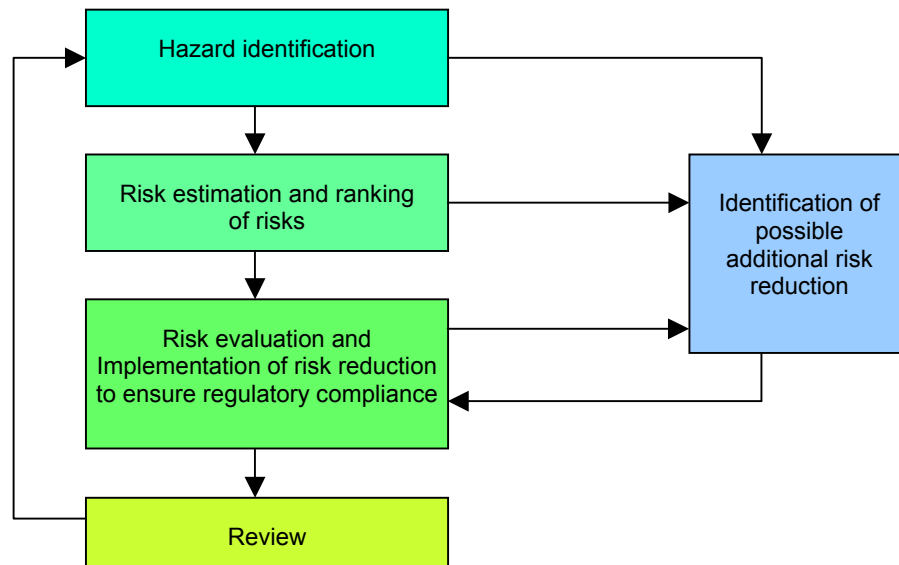 Hazard identification
Risk estimation and ranking
of risks
Identification of
possible
additional risk
reduction
Risk evaluation and
Implementation of risk reduction
to ensure regulatory compliance
Review